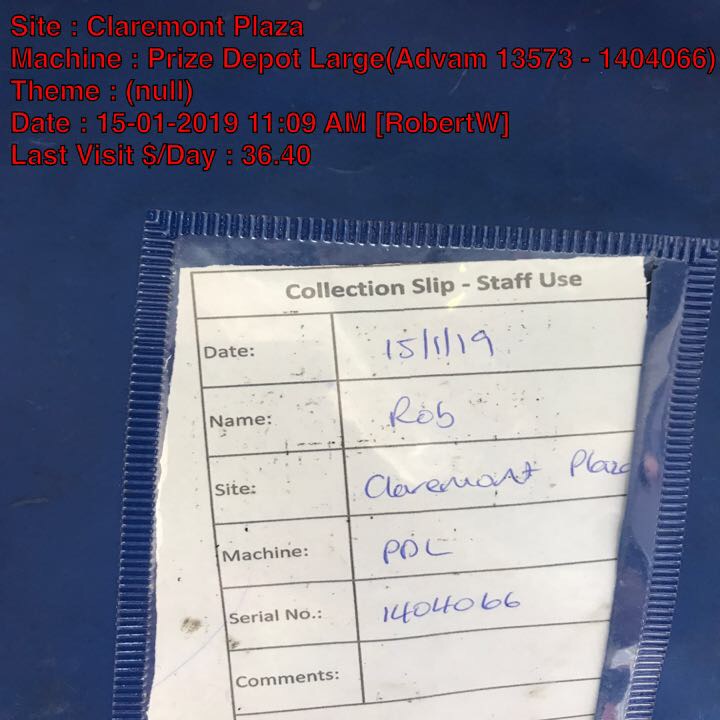 Site : Claremont Plaza
Machine : Prize Depot Large(Advam 13573 - 1404066)
Theme : (null)
Date : 15-01-2019 11:09 AM [RobertW]
Last Visit $/Day : 36.40
Collection Slip - Staff Use
Date: 15/1/19
Name: Rob
Site: Claremont Plaza
Machine: PDL
Serial No.: 1404066
Comments: